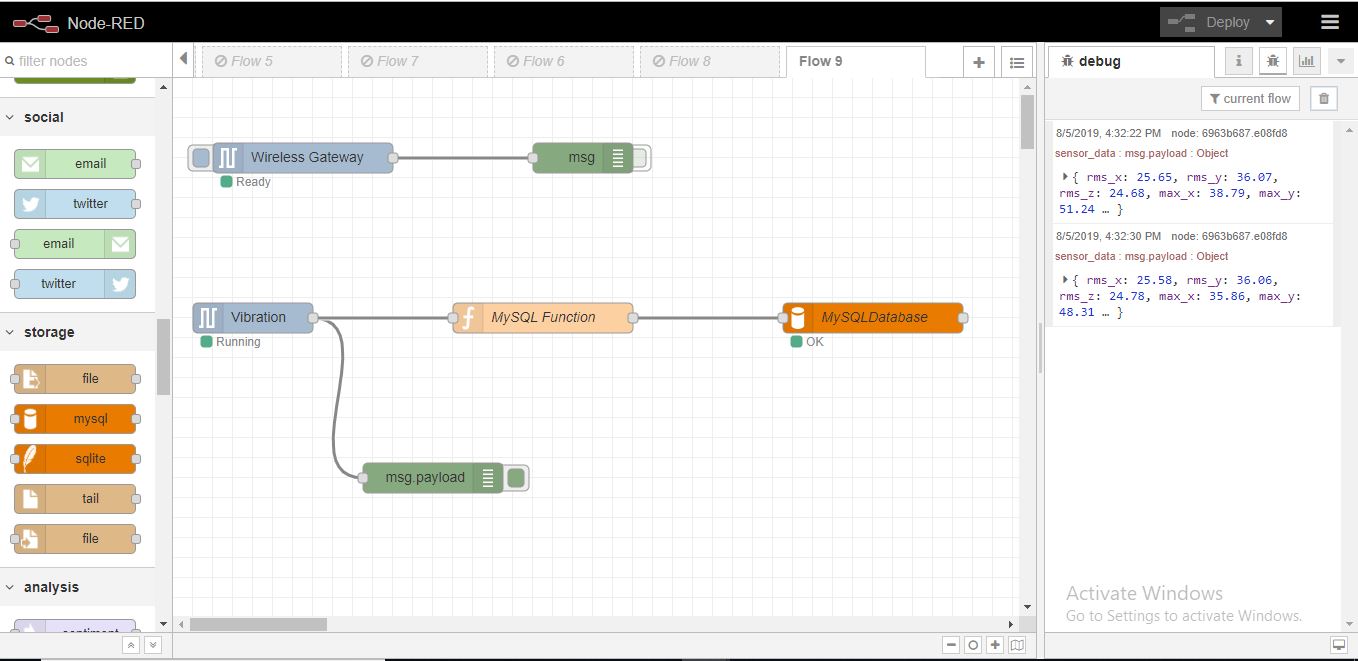 Node-RED
Deploy
filter nodes
Flow 5
Flow 7
Flow 6
Flow 8
Flow 9
debug
current flow
social
email
twitter
email
twitter
storage
file
mysql
sqlite
tail
file
analysis
sentiment
Wireless Gateway
Ready
msg
Vibration
Running
MySQL Function
MySQLDatabase
OK
msg.payload
8/5/2019, 4:32:22 PM node: 6963b687.e08fd8
sensor_data : msg.payload : Object
{ rms_x: 25.65, rms_y: 36.07,
rms_z: 24.68, max_x: 38.79, max_y:
51.24 … }
8/5/2019, 4:32:30 PM node: 6963b687.e08fd8
sensor_data : msg.payload : Object
{ rms_x: 25.58, rms_y: 36.06,
rms_z: 24.78, max_x: 35.86, max_y:
48.31 … }
Activate Windows
Go to Settings to activate Windows.